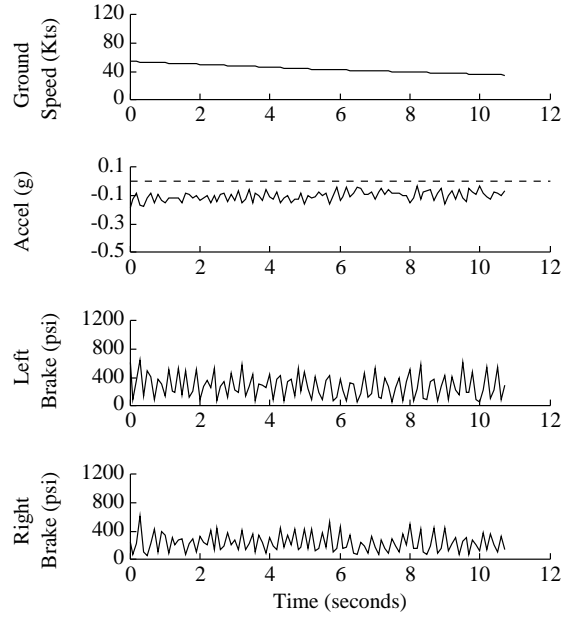 Ground
Speed (Kts)
120
80
40
0
0 2 4 6 8 10 12
Accel (g)
0.1
-0.1
-0.3
-0.5
0 2 4 6 8 10 12
Left
Brake (psi)
1200
800
400
0
0 2 4 6 8 10 12
Right
Brake (psi)
1200
800
400
0
0 2 4 6 8 10 12
Time (seconds)